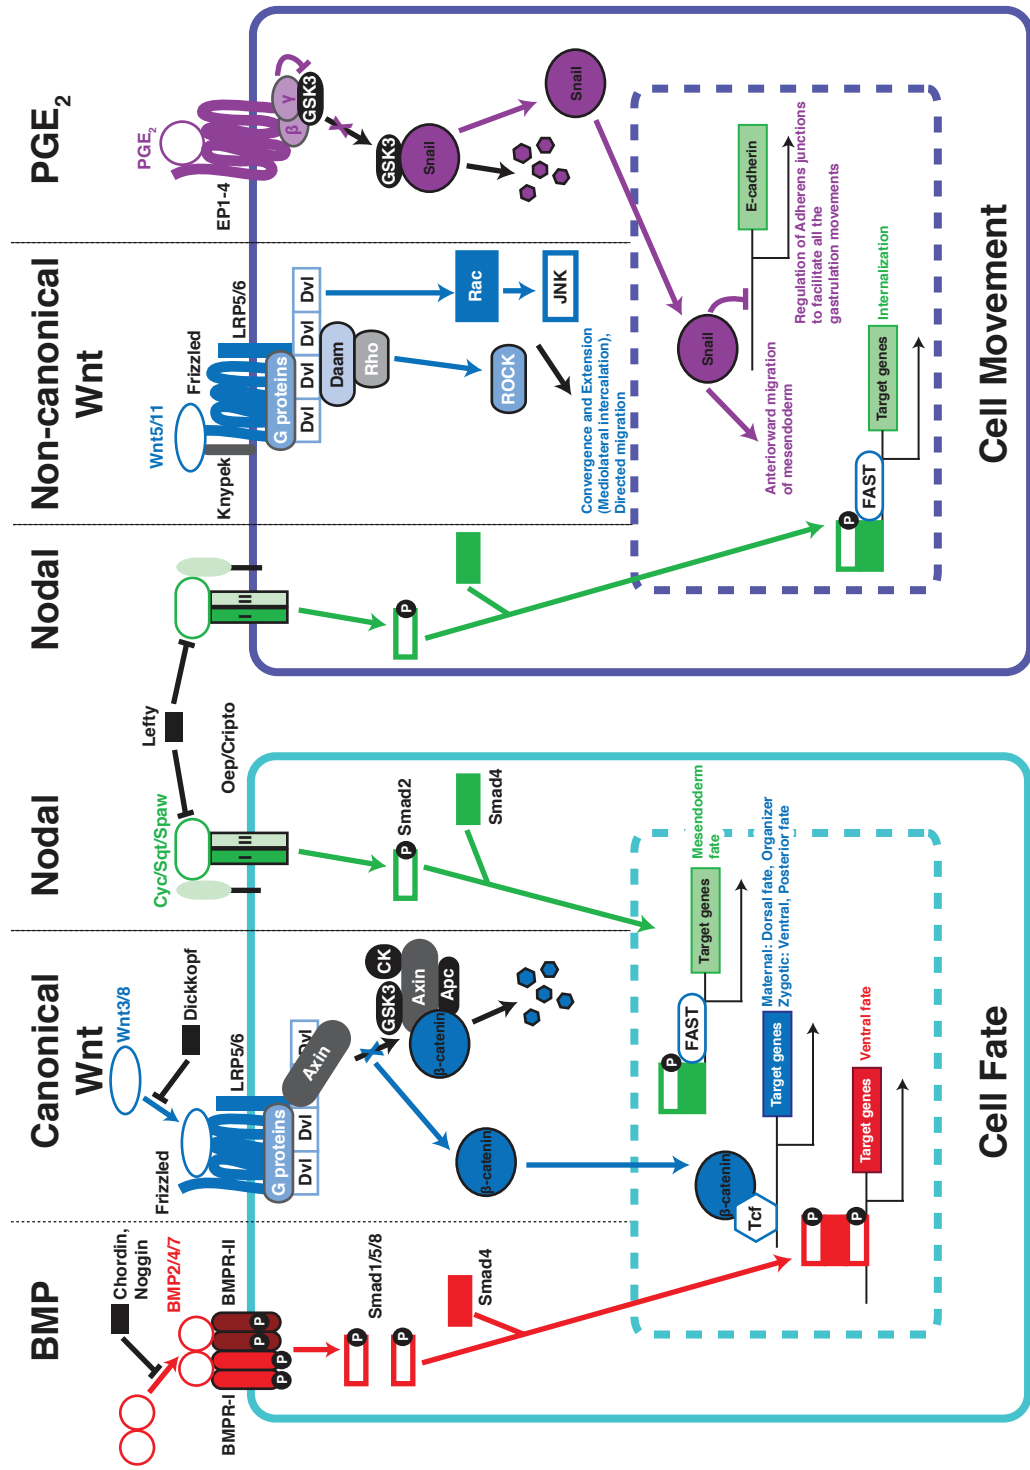 BMP
Canonical
Wnt
Nodal
Nodal
Non-canonical
Wnt
PGE2
Chordin,
Noggin
BMP2/4/7
BMPR-I
BMPR-II
P
P
P
P
Smad1/5/8
P
P
Smad4
Wnt3/8
Dickkopf
Frizzled
LRP5/6
G proteins
Dvl
Dvl
Dvl
Axin
GSK3
CK
Axin
Apc
β-catenin
β-catenin
Lefty
Cyc/Sqt/Spaw
Oep/Cripto
I
II
P
Smad2
Smad4
P
FAST
Target genes
Mesendoderm
fate
β-catenin
Tcf
Target genes
Maternal: Dorsal fate, Organizer
Zygotic: Ventral, Posterior fate
P
P
Target genes
Ventral fate
Cell Fate
I
II
P
Wnt5/11
Knypek
Frizzled
LRP5/6
G proteins
Dvl
Dvl
Dvl
Dvl
Dam
Rho
Rac
ROCK
JNK
Convergence and Extension
(Mediolateral intercalation),
Directed migration
PGE2
EP1-4
β
γ
GSK3
GSK3
Snail
Snail
Snail
E-cadherin
Anteriorward migration
of mesendoderm
Regulation of Adherens junctions
to facilitate all the
gastrulation movements
P
FAST
Target genes
Internalization
Cell Movement